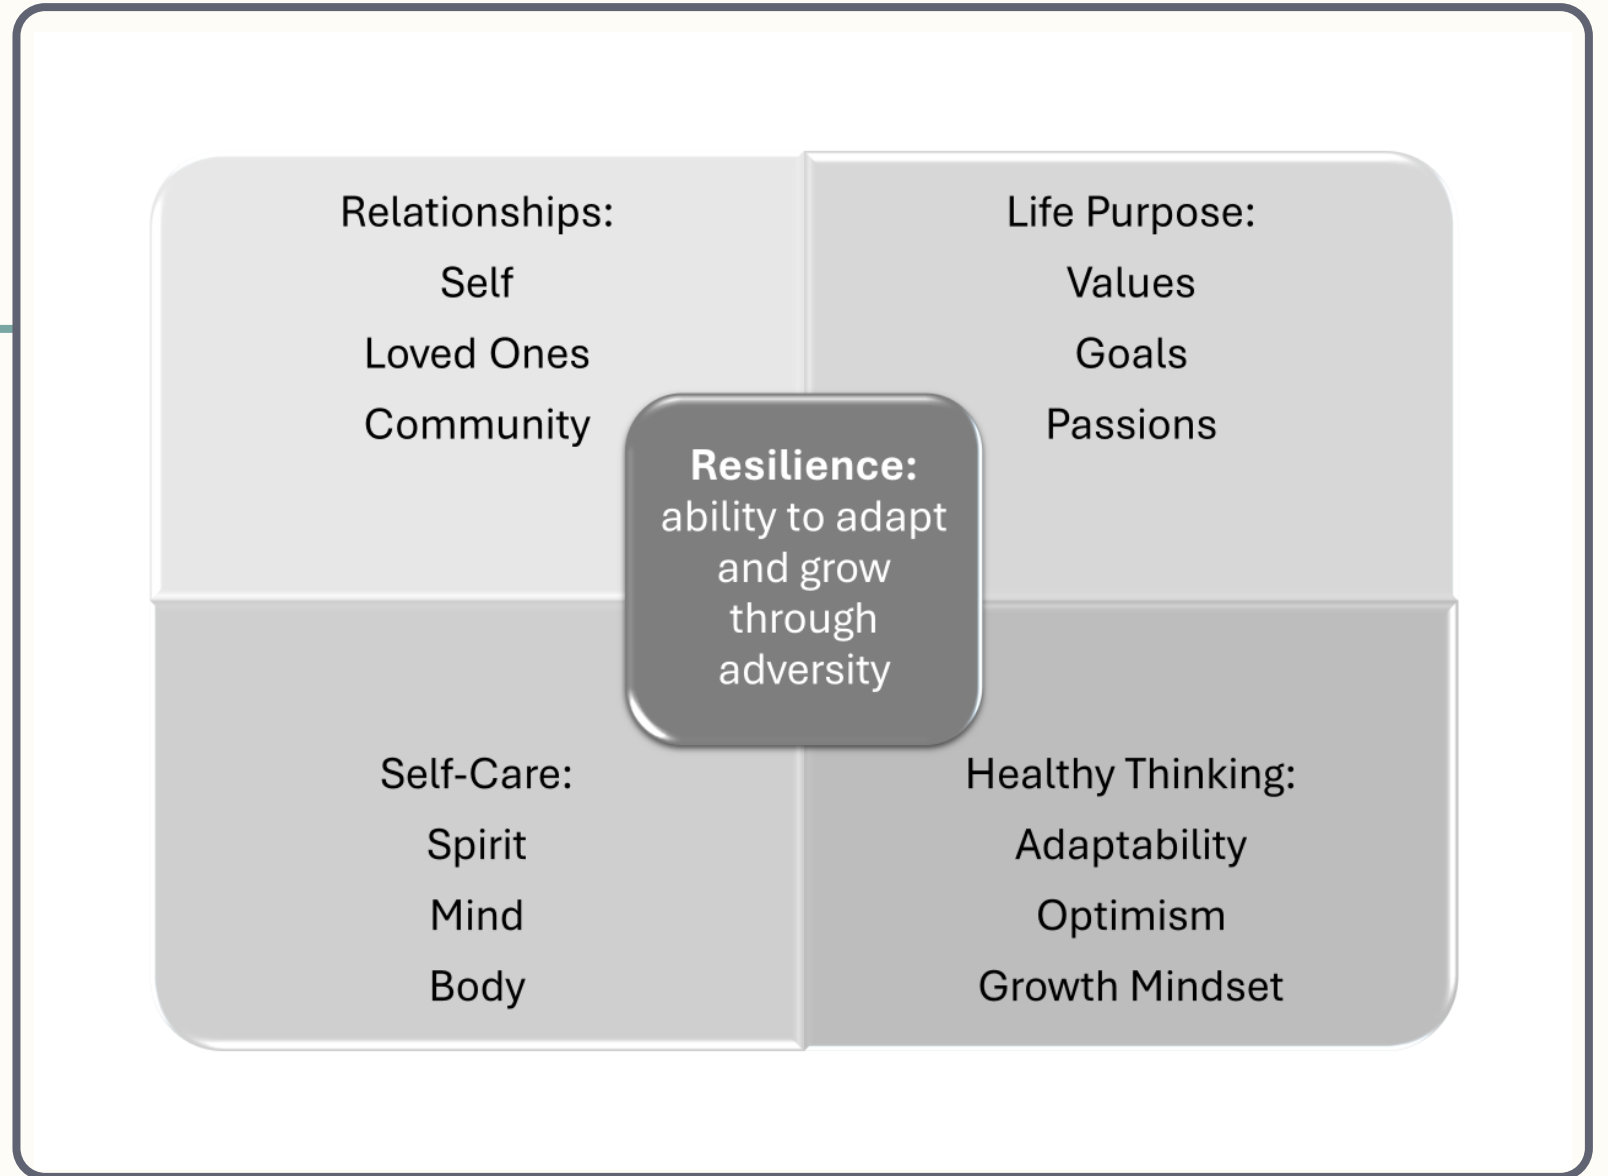 Relationships:
Self
Loved Ones
Community
Life Purpose:
Values
Goals
Passions
Resilience:
ability to adapt
and grow
through
adversity
Self-Care:
Spirit
Mind
Body
Healthy Thinking:
Adaptability
Optimism
Growth Mindset